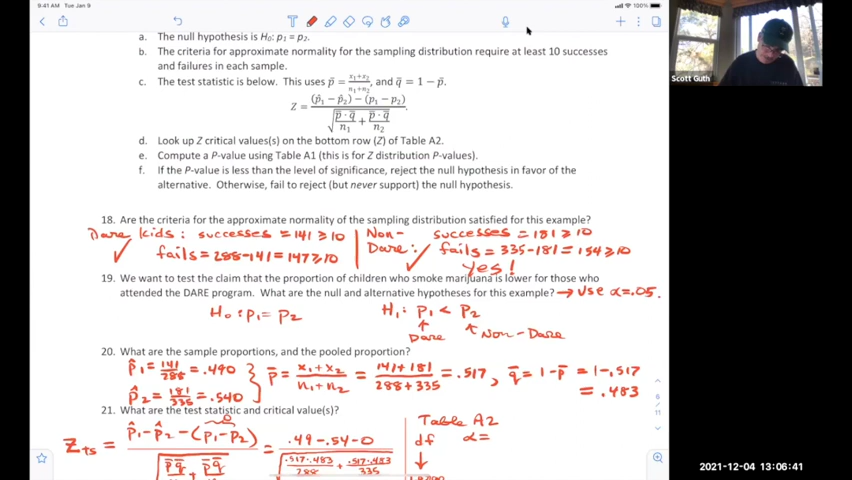 9:41 AM Tue Jan 9
100%
a. The null hypothesis is H₀: p₁ = p₂.
b. The criteria for approximate normality for the sampling distribution require at least 10 successes
and failures in each sample.
c. The test statistic is below. This uses p̄ = (x₁+x₂)/(n₁+n₂), and q̄ = 1 − p̄.
Z = ((p̂₁ − p̂₂) − (p₁ − p₂))/√(p̄·q̄/n₁ + p̄·q̄/n₂).
d. Look up Z critical values(s) on the bottom row (Z) of Table A2.
e. Compute a P-value using Table A1 (this is for Z distribution P-values).
f. If the P-value is less than the level of significance, reject the null hypothesis in favor of the
alternative. Otherwise, fail to reject (but never support) the null hypothesis.
18. Are the criteria for the approximate normality of the sampling distribution satisfied for this example?
Dare kids: successes = 141 ≥ 10 | Non- successes = 181 ≥ 10
✓ fails = 288-141 = 147 ≥ 10 | Dare: ✓ fails = 335-181 = 154 ≥ 10
yes!
19. We want to test the claim that the proportion of children who smoke marijuana is lower for those who
attended the DARE program. What are the null and alternative hypotheses for this example? → Use α=.05.
H₀: p₁ = p₂ H₁: p₁ < p₂
↑ Dare ↖ Non-Dare
20. What are the sample proportions, and the pooled proportion?
p̂₁ = 141/288 = .490 } p̄ = (x₁+x₂)/(n₁+n₂) = (141+181)/(288+335) = .517, q̄ = 1-p̄ = 1-.517
p̂₂ = 181/335 = .540 = .483
21. What are the test statistic and critical value(s)?
0 Table A2
Z_ts = (p̂₁-p̂₂-(p₁-p₂))/√(p̄q̄/n₁ + p̄q̄/n₂) = (.49-.54-0)/√(.517·.483/288 + .517·.483/335) df α=
↓
Scott Guth
6
11
2021-12-04 13:06:41